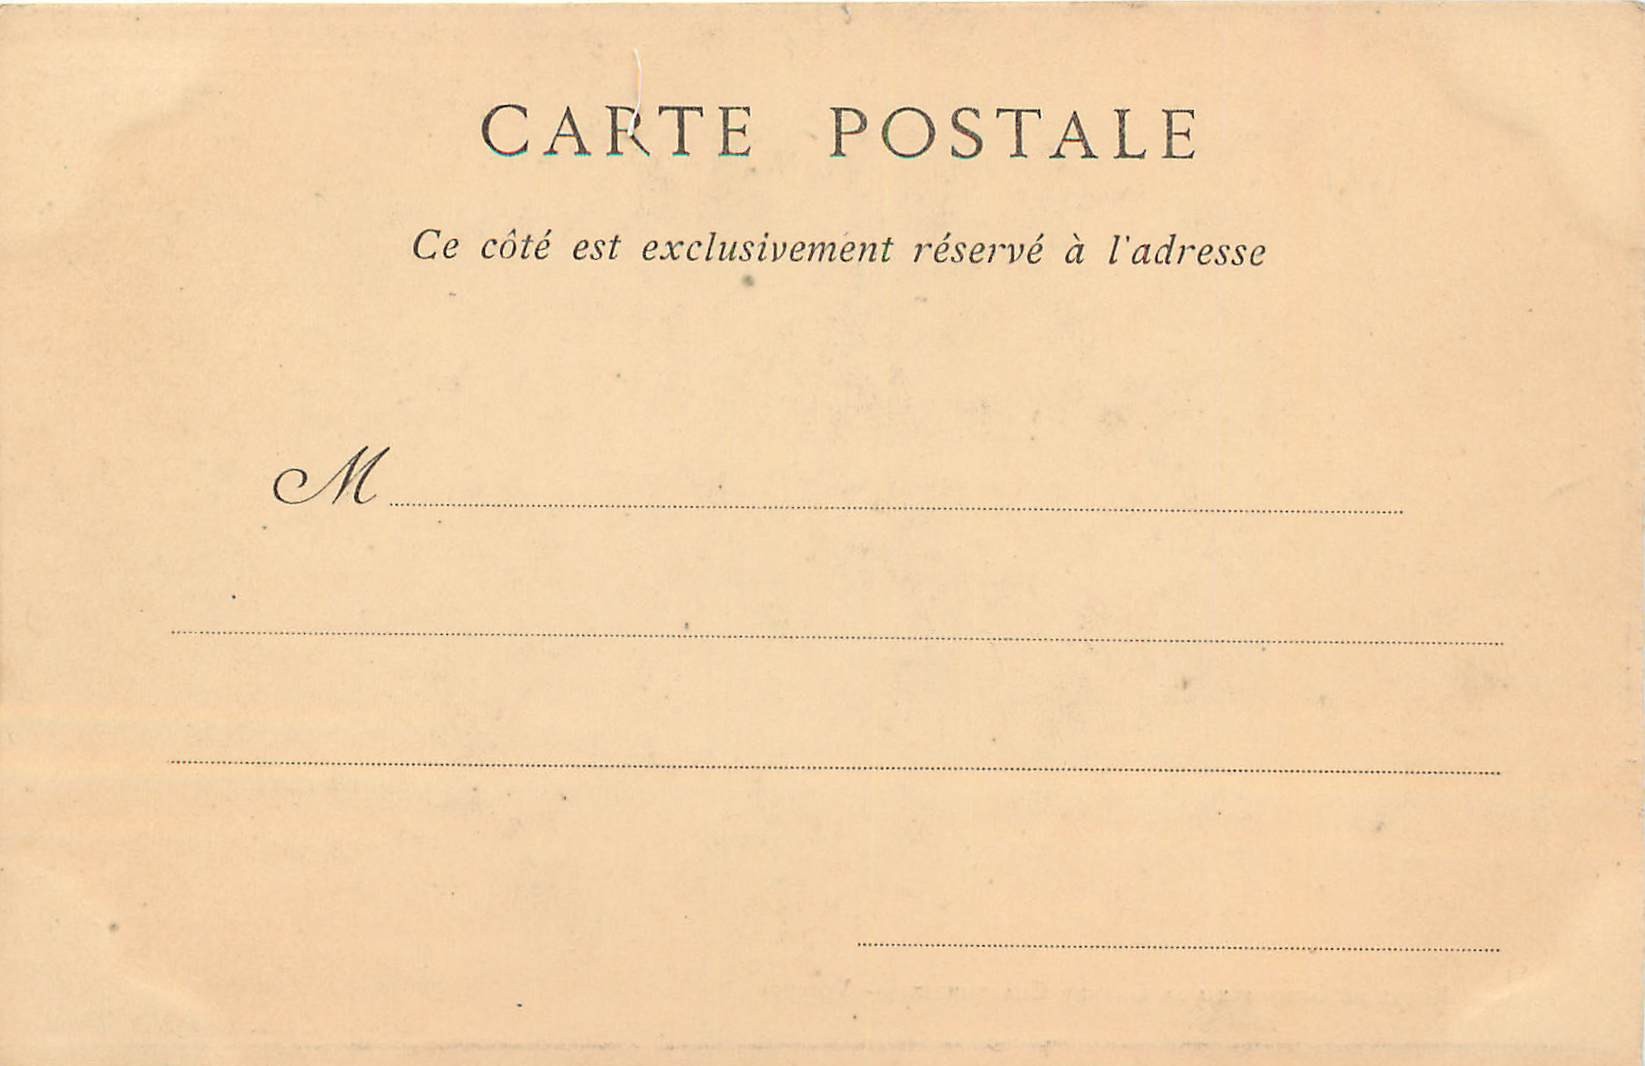 CARTE POSTALE
Ce côté est exclusivement réservé à l'adresse
M